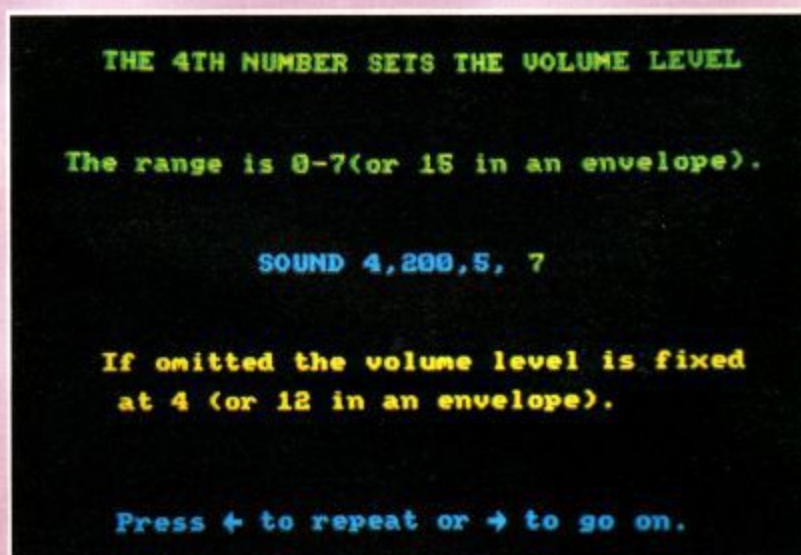 THE 4TH NUMBER SETS THE VOLUME LEVEL
The range is 0-7(or 15 in an envelope).
SOUND 4,200,5, 7
If omitted the volume level is fixed
at 4 (or 12 in an envelope).
Press ← to repeat or → to go on.